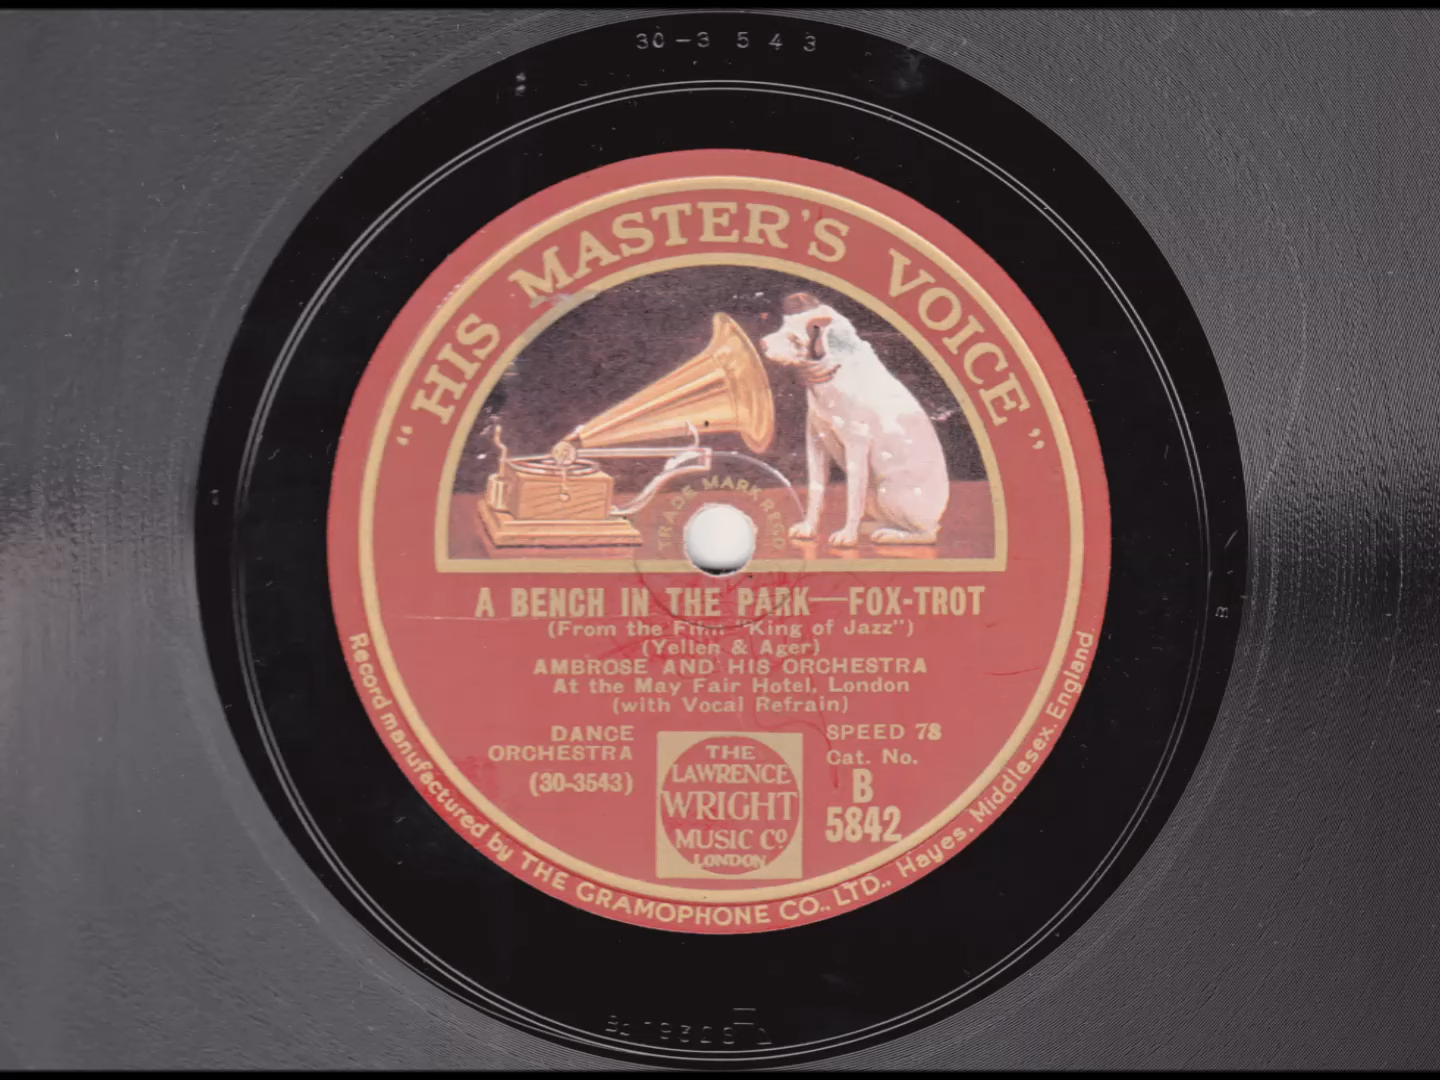 30-3543
"HIS MASTER'S VOICE"
TRADE MARK REGD
A BENCH IN THE PARK—FOX-TROT
(From the Film "King of Jazz")
(Yellen & Ager)
AMBROSE AND HIS ORCHESTRA
At the May Fair Hotel, London
(with Vocal Refrain)
DANCE
ORCHESTRA
(30-3543)
THE
LAWRENCE
WRIGHT
MUSIC Co
LONDON
SPEED 78
Cat. No.
B
5842
Record manufactured by THE GRAMOPHONE CO., LTD., Hayes, Middlesex, England.
B